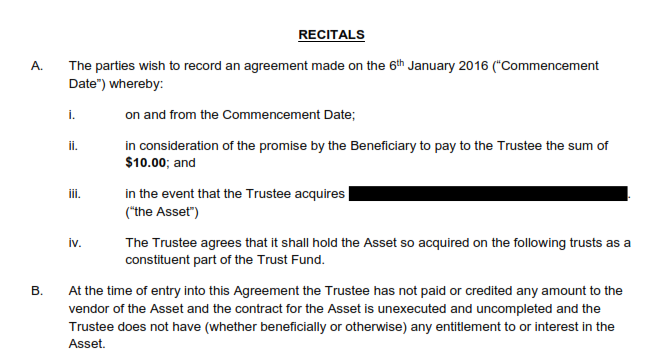 RECITALS
A. The parties wish to record an agreement made on the 6th January 2016 (“Commencement
Date”) whereby:
i. on and from the Commencement Date;
ii. in consideration of the promise by the Beneficiary to pay to the Trustee the sum of
$10.00; and
iii. in the event that the Trustee acquires .
(“the Asset”)
iv. The Trustee agrees that it shall hold the Asset so acquired on the following trusts as a
constituent part of the Trust Fund.
B. At the time of entry into this Agreement the Trustee has not paid or credited any amount to the
vendor of the Asset and the contract for the Asset is unexecuted and uncompleted and the
Trustee does not have (whether beneficially or otherwise) any entitlement to or interest in the
Asset.